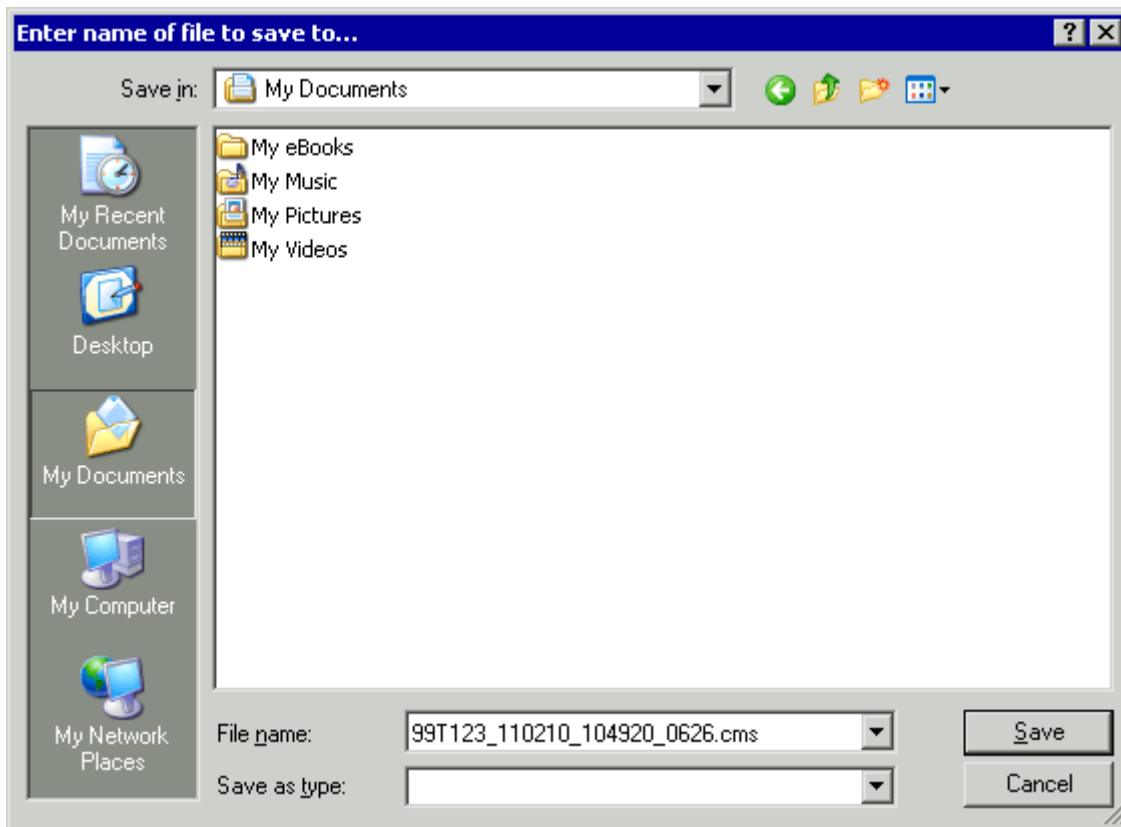 Enter name of file to save to...
Save in:
My Documents
My Recent
Documents
Desktop
My Documents
My Computer
My Network
Places
My eBooks
My Music
My Pictures
My Videos
File name:
99T123_110210_104920_0626.cms
Save
Save as type:
Cancel